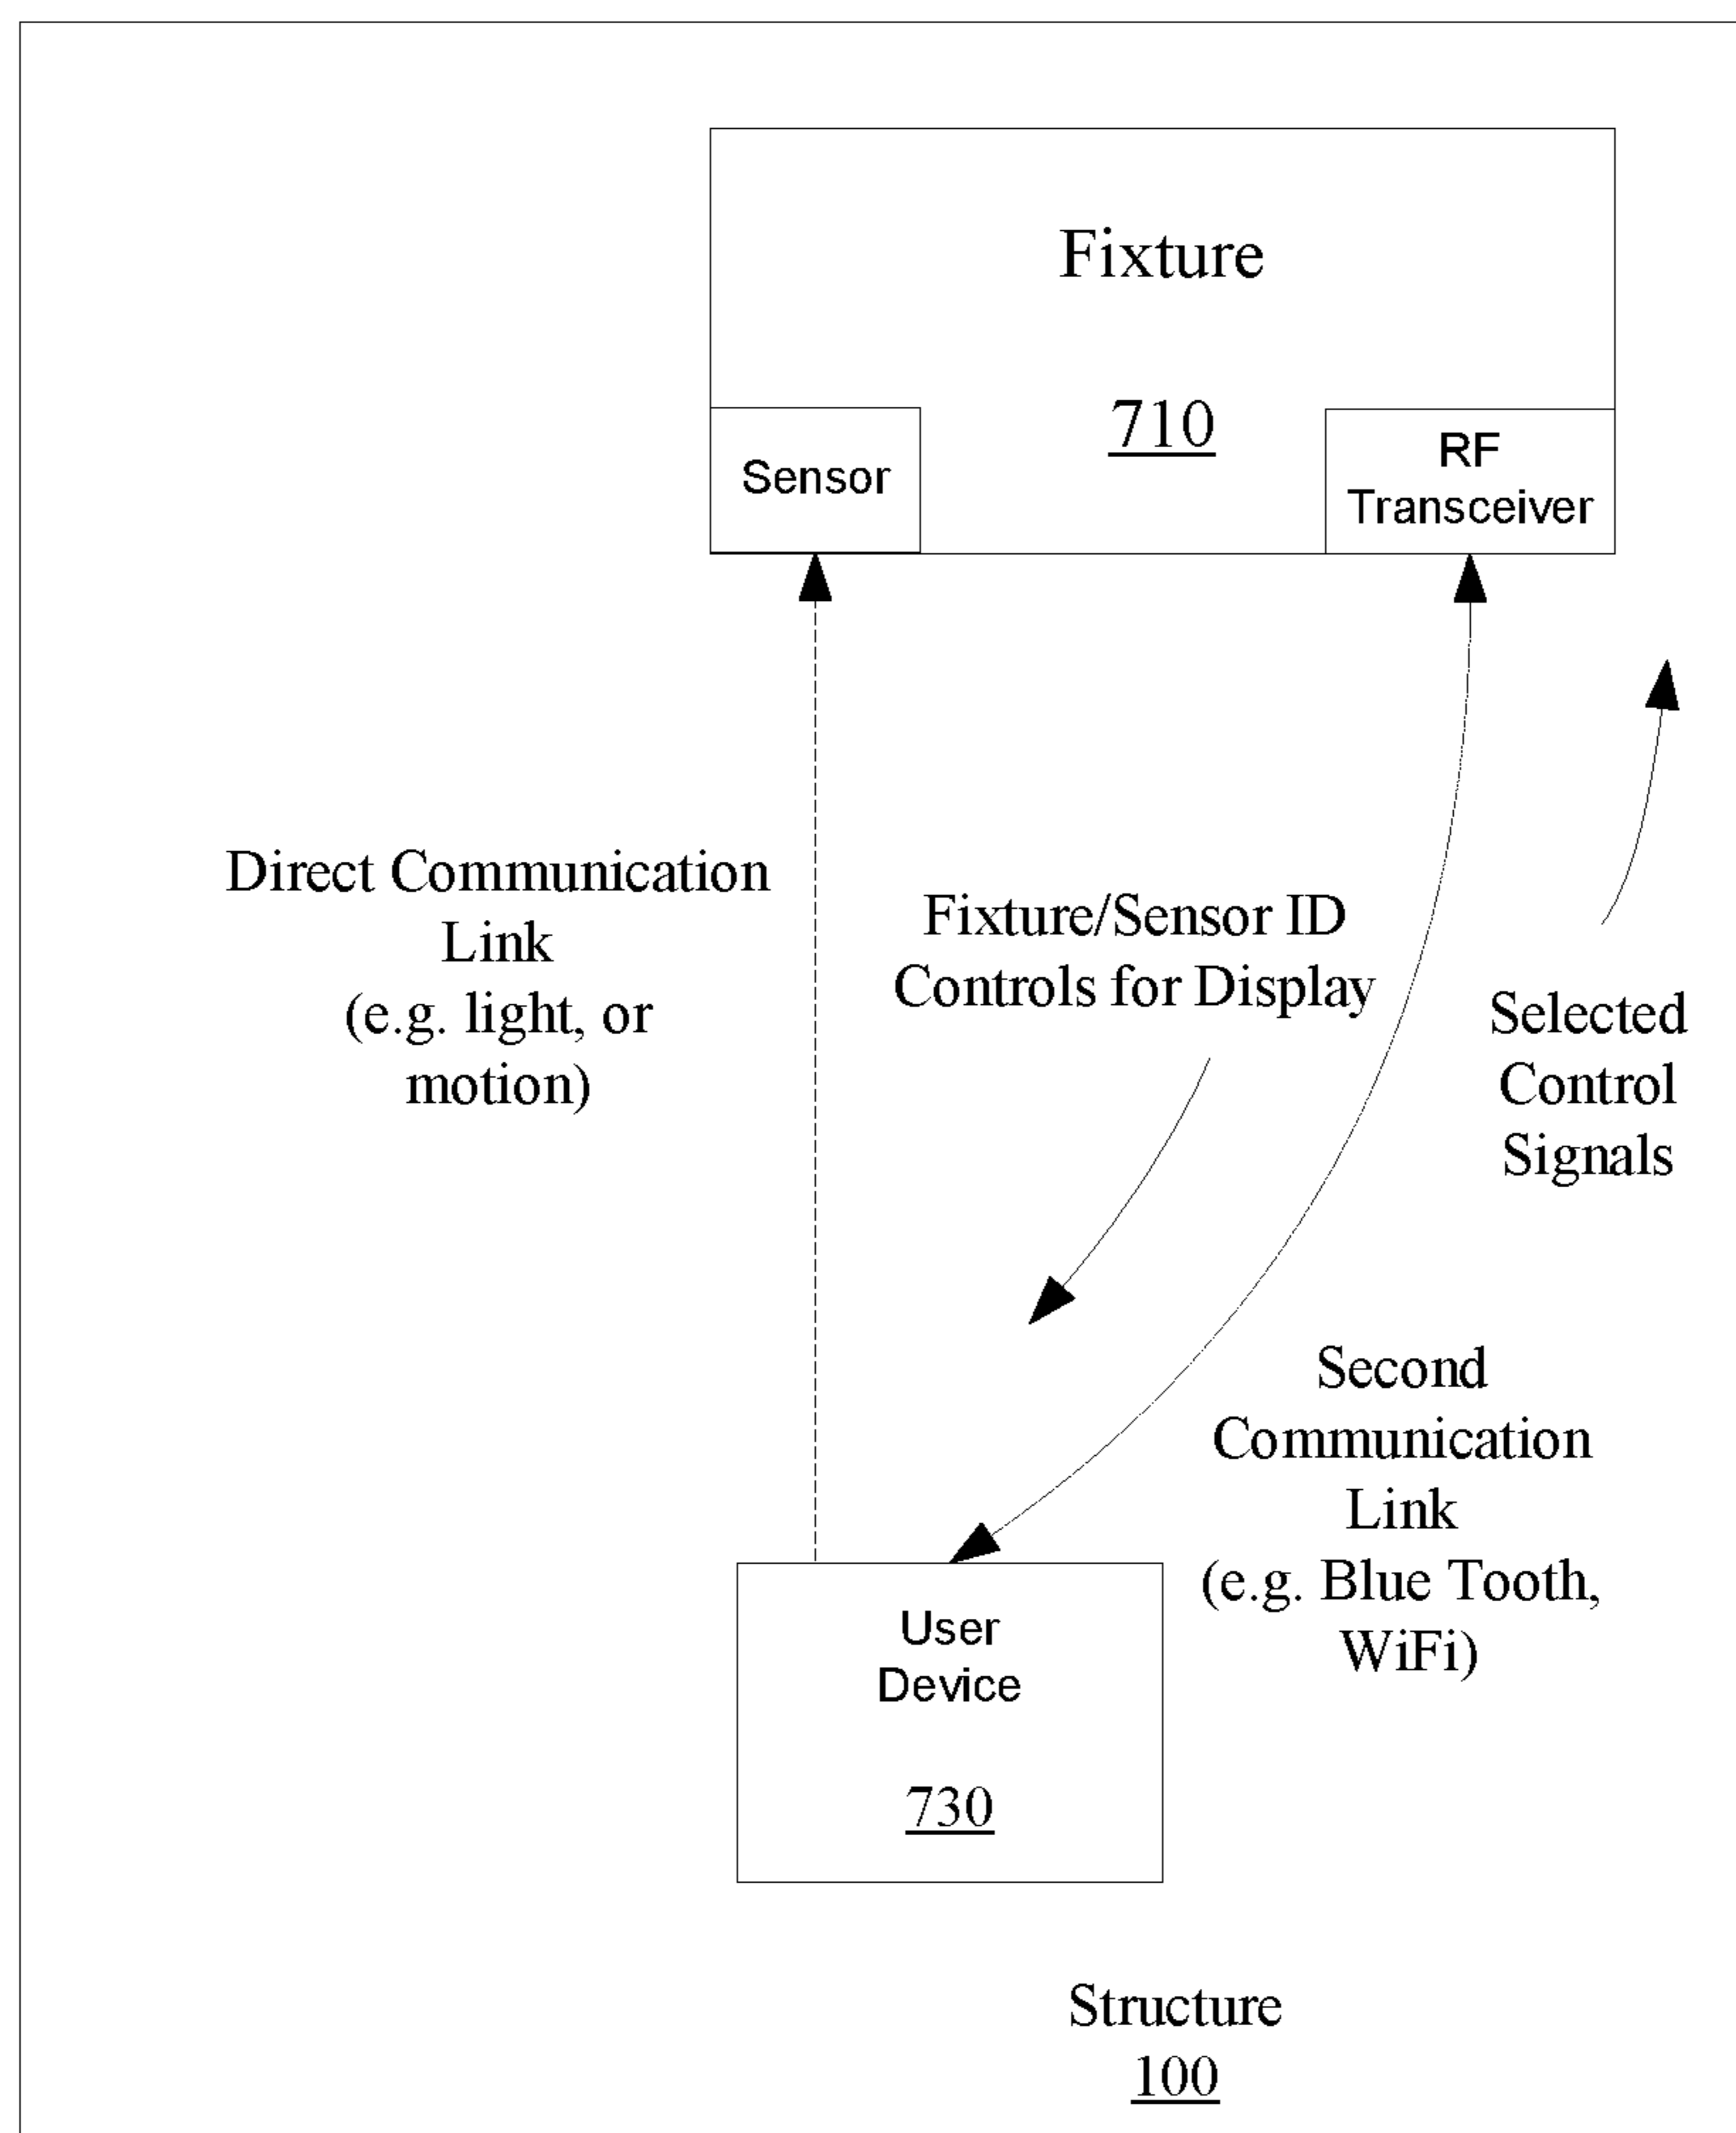 Fixture
710
Sensor
RF
Transceiver
Direct Communication
Link
(e.g. light, or
motion)
Fixture/Sensor ID
Controls for Display
Selected
Control
Signals
Second
Communication
Link
(e.g. Blue Tooth,
WiFi)
User
Device
730
Structure
100